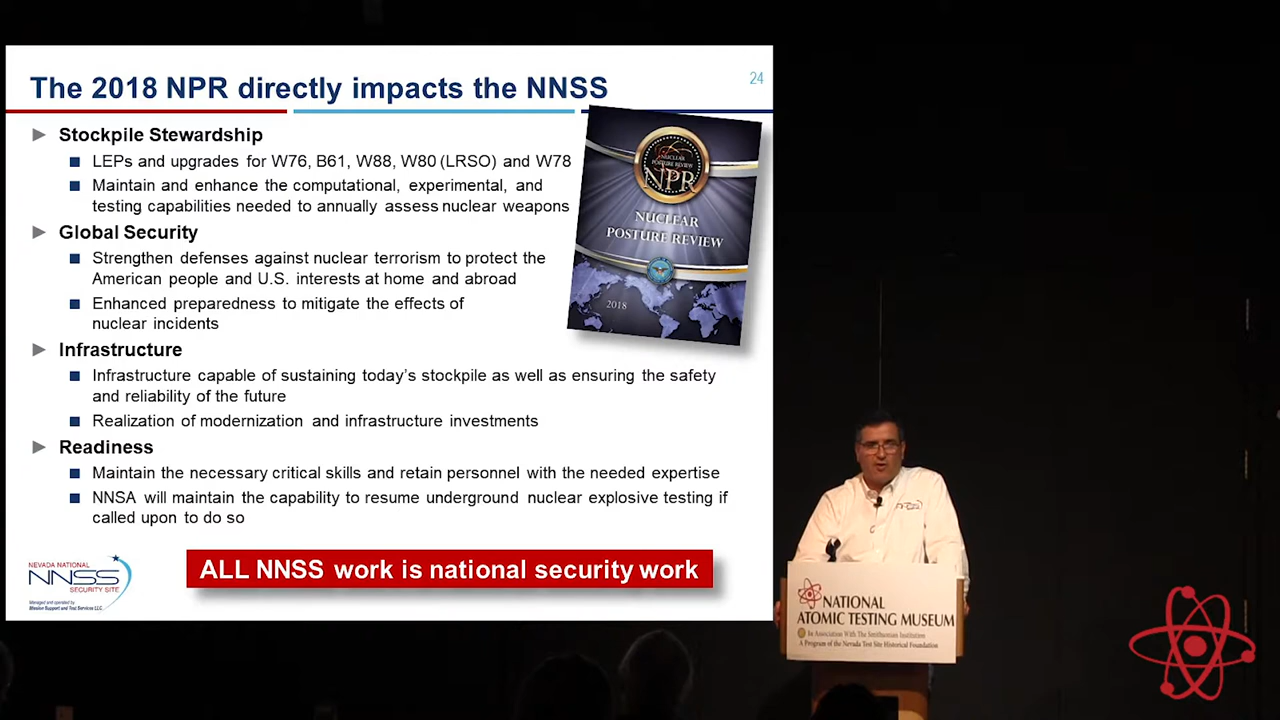 The 2018 NPR directly impacts the NNSS
24
Stockpile Stewardship
LEPs and upgrades for W76, B61, W88, W80 (LRSO) and W78
Maintain and enhance the computational, experimental, and
testing capabilities needed to annually assess nuclear weapons
Global Security
Strengthen defenses against nuclear terrorism to protect the
American people and U.S. interests at home and abroad
Enhanced preparedness to mitigate the effects of
nuclear incidents
Infrastructure
Infrastructure capable of sustaining today's stockpile as well as ensuring the safety
and reliability of the future
Realization of modernization and infrastructure investments
Readiness
Maintain the necessary critical skills and retain personnel with the needed expertise
NNSA will maintain the capability to resume underground nuclear explosive testing if
called upon to do so
NUCLEAR
POSTURE REVIEW
NPR
NUCLEAR
POSTURE REVIEW
2018
NEVADA NATIONAL
NNSS
SECURITY SITE
Managed and operated by
Mission Support and Test Services LLC.
ALL NNSS work is national security work
NATIONAL
ATOMIC TESTING MUSEUM
In Association With The Smithsonian Institution
A Program of the Nevada Test Site Historical Foundation